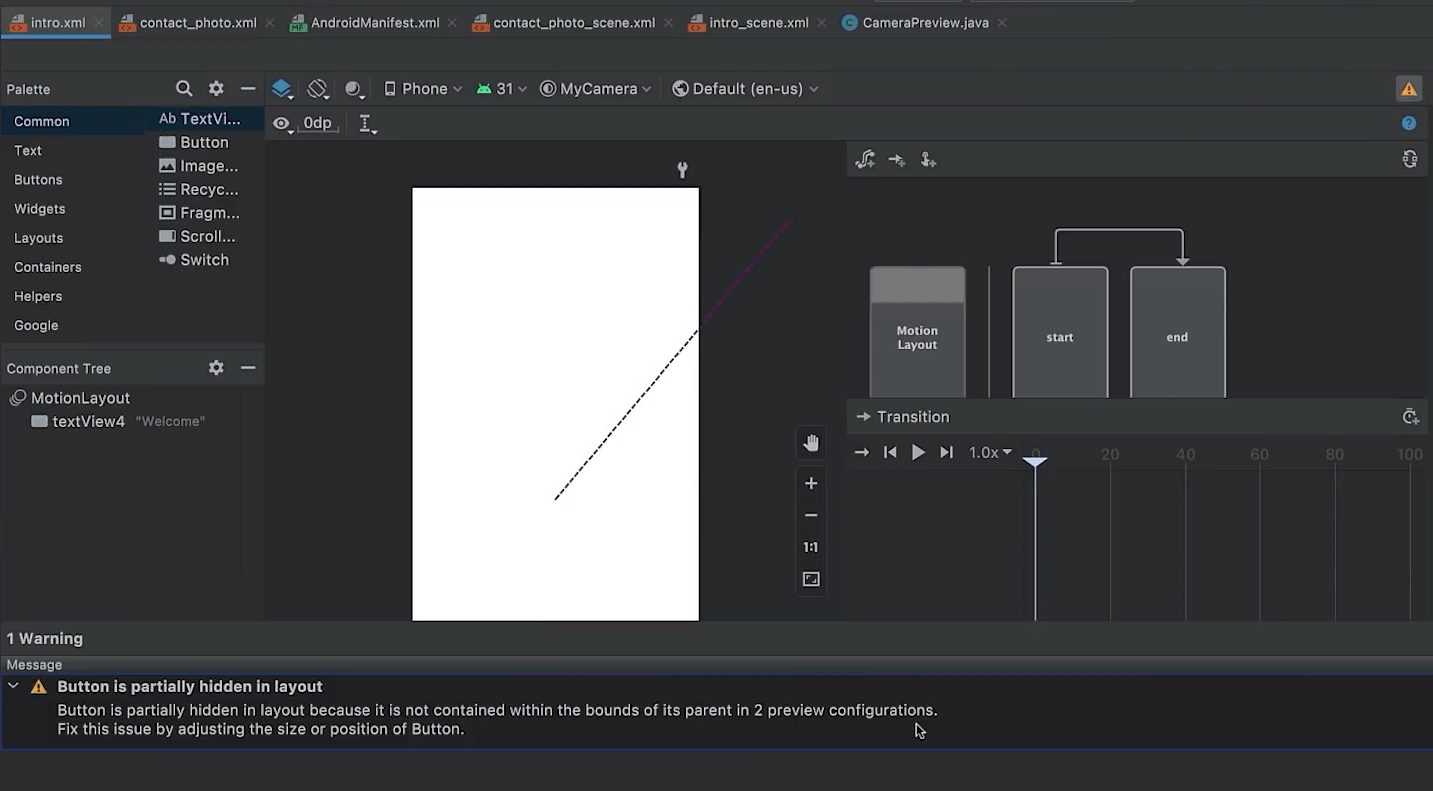 intro.xml
contact_photo.xml
AndroidManifest.xml
contact_photo_scene.xml
intro_scene.xml
CameraPreview.java
Palette
Phone
31
MyCamera
Default (en-us)
0dp
Common
Text
Buttons
Widgets
Layouts
Containers
Helpers
Google
Ab TextVi...
Button
Image...
Recyc...
Fragm...
Scroll...
Switch
Component Tree
MotionLayout
textView4 "Welcome"
1:1
Motion
Layout
start
end
Transition
1.0x
0 20 40 60 80 100
1 Warning
Message
Button is partially hidden in layout
Button is partially hidden in layout because it is not contained within the bounds of its parent in 2 preview configurations.
Fix this issue by adjusting the size or position of Button.